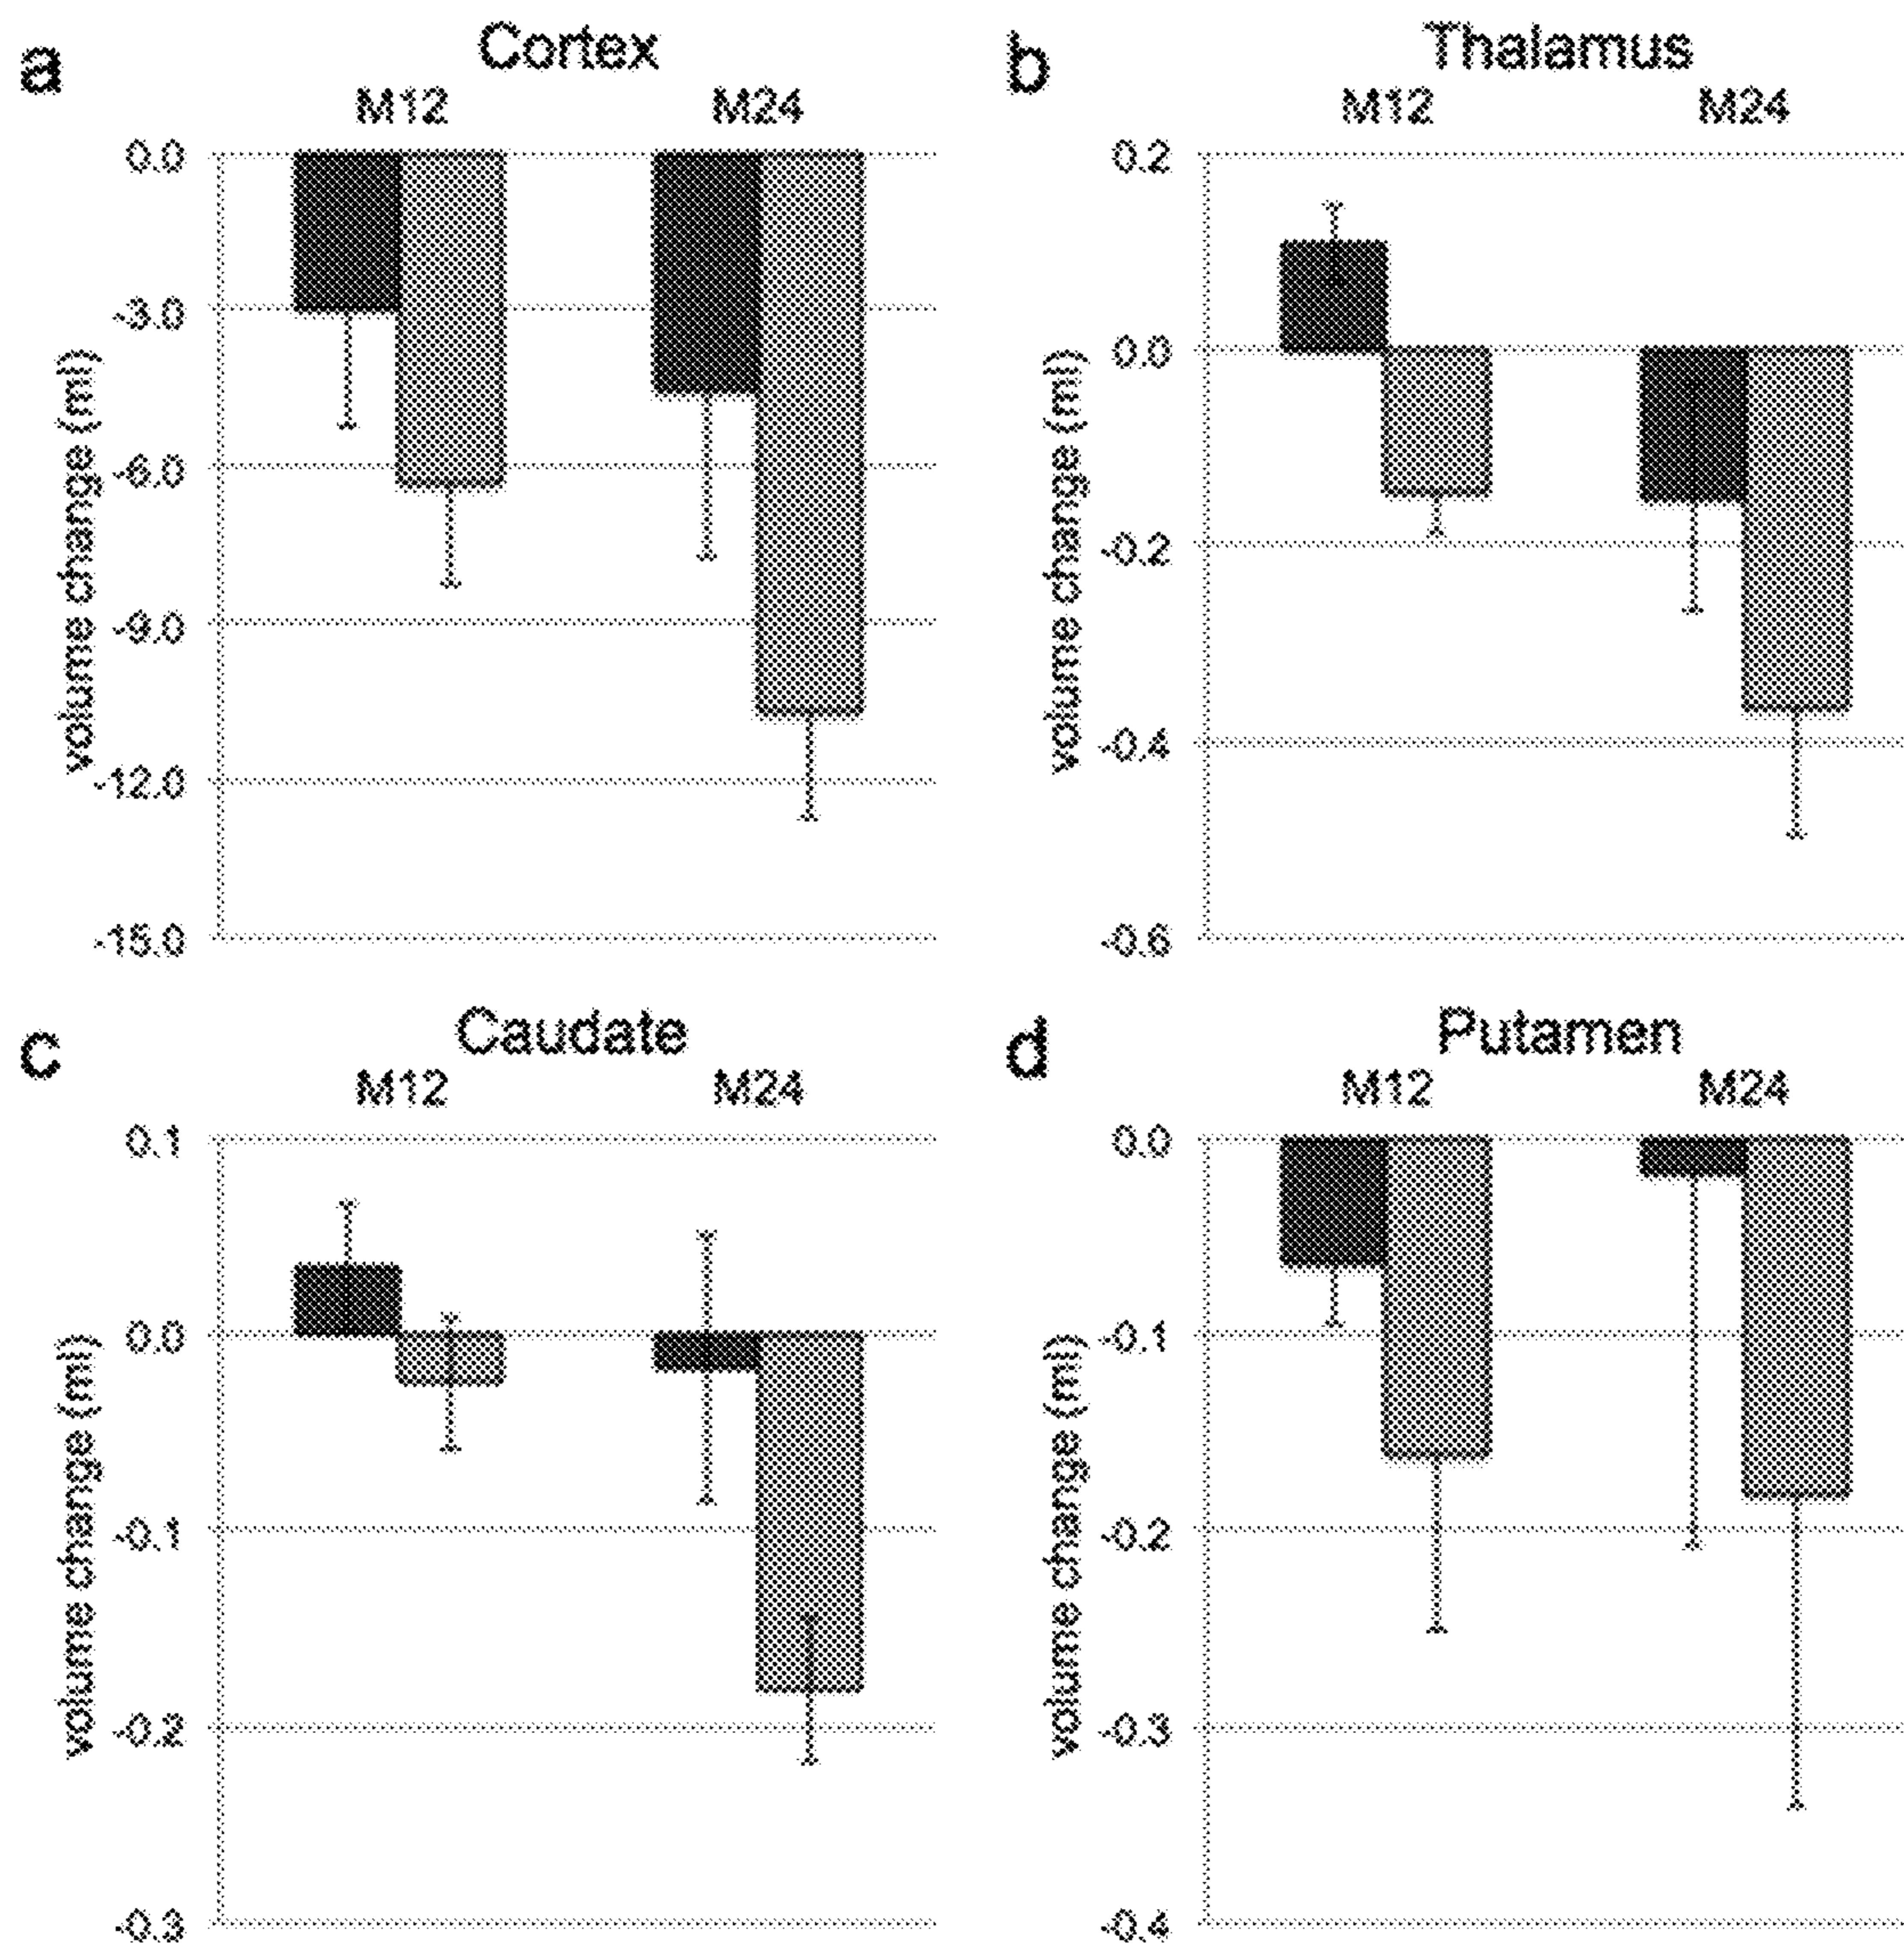 a Cortex
M12 M24
0.0
-3.0
-6.0
-9.0
-12.0
-15.0
volume change (ml)
b Thalamus
M12 M24
0.2
0.0
-0.2
-0.4
-0.6
volume change (ml)
c Caudate
M12 M24
0.1
0.0
-0.1
-0.2
-0.3
volume change (ml)
d Putamen
M12 M24
0.0
-0.1
-0.2
-0.3
-0.4
volume change (ml)